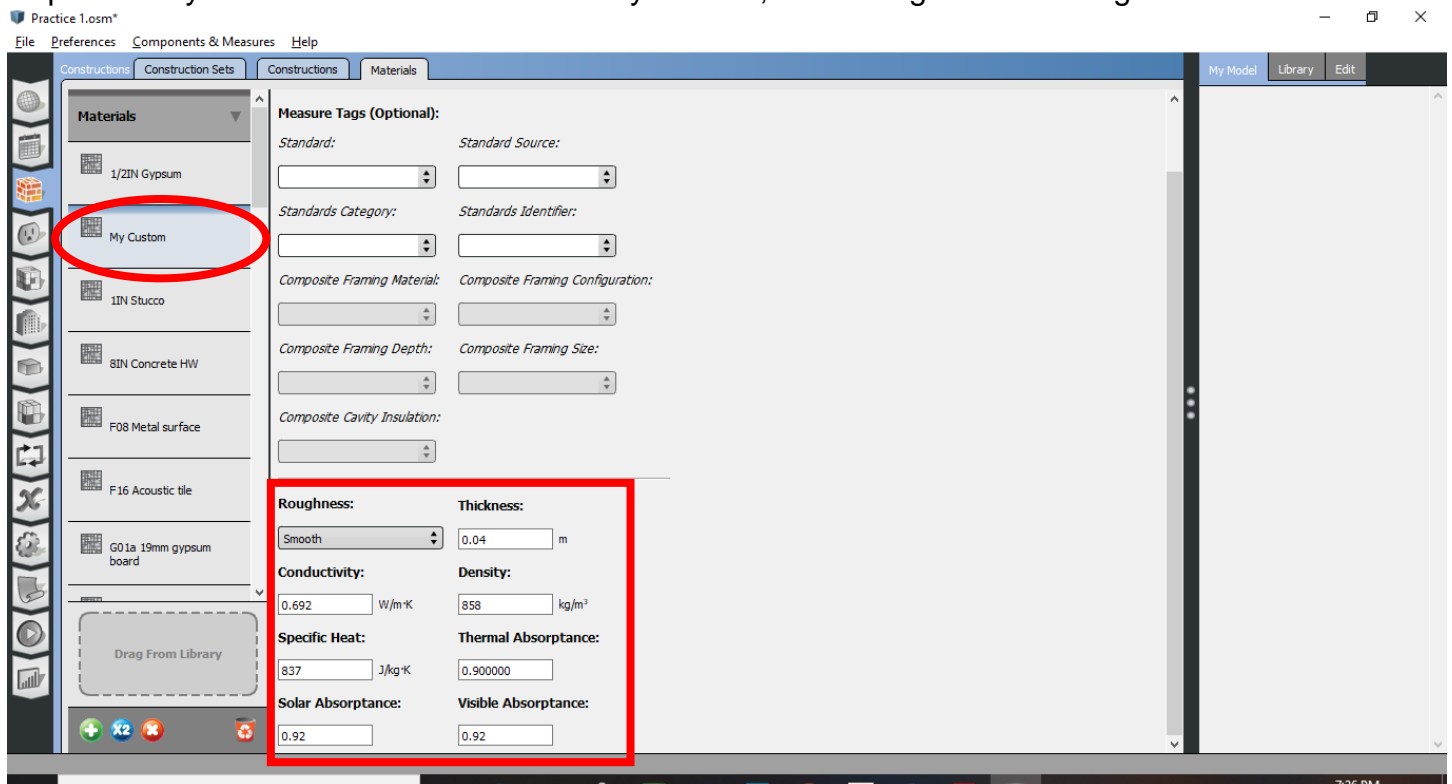 Practice 1.osm*
File Preferences Components & Measures Help
Constructions Construction Sets Constructions Materials
My Model Library Edit
Materials
1/2IN Gypsum
My Custom
1IN Stucco
8IN Concrete HW
F08 Metal surface
F16 Acoustic tile
G01a 19mm gypsum
board
Drag From Library
X2
Measure Tags (Optional):
Standard: Standard Source:
Standards Category: Standards Identifier:
Composite Framing Material: Composite Framing Configuration:
Composite Framing Depth: Composite Framing Size:
Composite Cavity Insulation:
Roughness: Thickness:
Smooth 0.04 m
Conductivity: Density:
0.692 W/m·K 858 kg/m³
Specific Heat: Thermal Absorptance:
837 J/kg·K 0.900000
Solar Absorptance: Visible Absorptance:
0.92 0.92